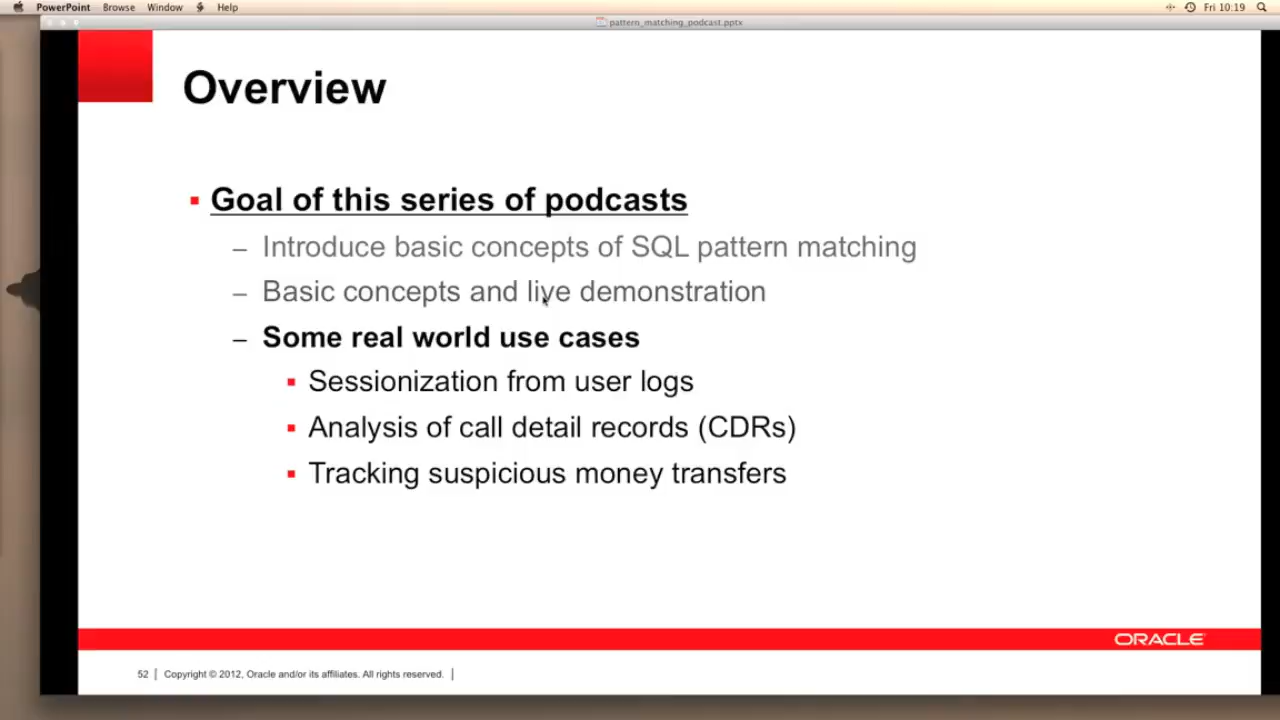 PowerPoint Browse Window Help Fri 10:19
pattern_matching_podcast.pptx
Overview
Goal of this series of podcasts
– Introduce basic concepts of SQL pattern matching
– Basic concepts and live demonstration
– Some real world use cases
Sessionization from user logs
Analysis of call detail records (CDRs)
Tracking suspicious money transfers
ORACLE
52 | Copyright © 2012, Oracle and/or its affiliates. All rights reserved. |